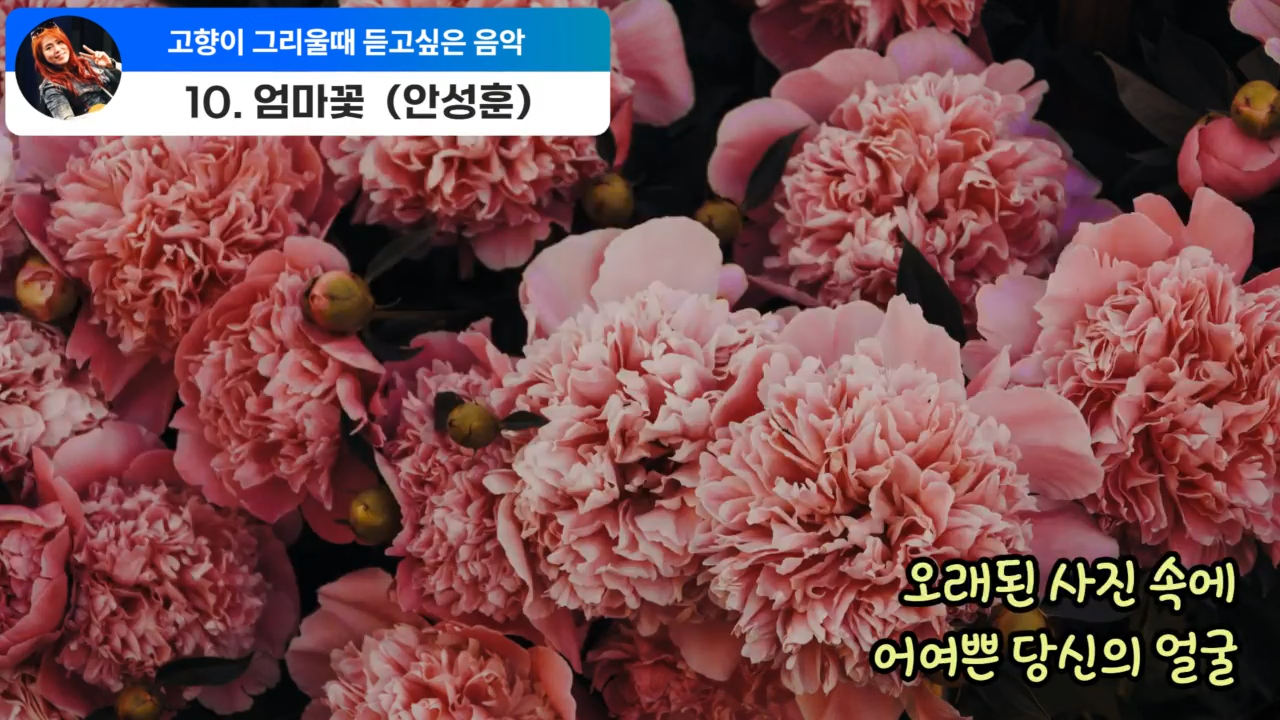 고향이 그리울때 듣고싶은 음악
10. 엄마꽃 (안성훈)
오래된 사진 속에
어여쁜 당신의 얼굴